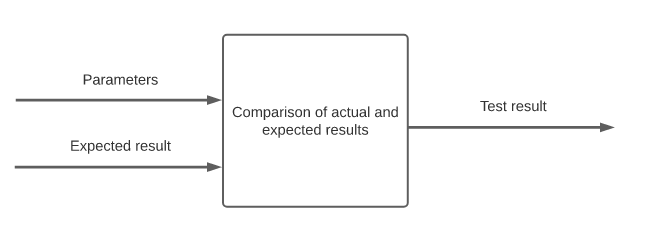 Parameters
Expected result
Comparison of actual and
expected results
Test result